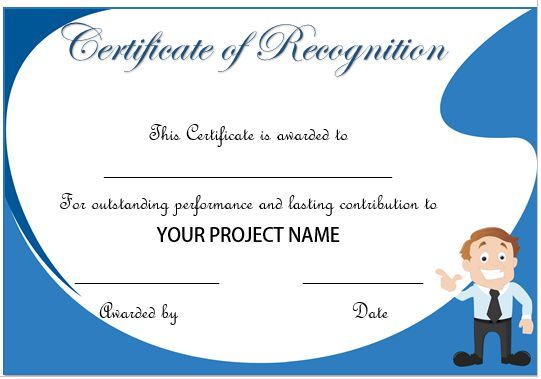 Certificate of Recognition
This Certificate is awarded to
For outstanding performance and lasting contribution to
YOUR PROJECT NAME
Awarded by Date